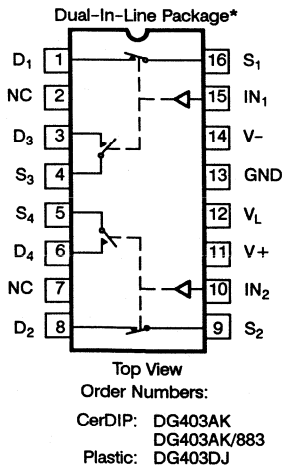 Dual-In-Line Package*
D1 1 16 S1
NC 2 15 IN1
D3 3 14 V-
S3 4 13 GND
S4 5 12 VL
D4 6 11 V+
NC 7 10 IN2
D2 8 9 S2
Top View
Order Numbers:
CerDIP: DG403AK
DG403AK/883
Plastic: DG403DJ